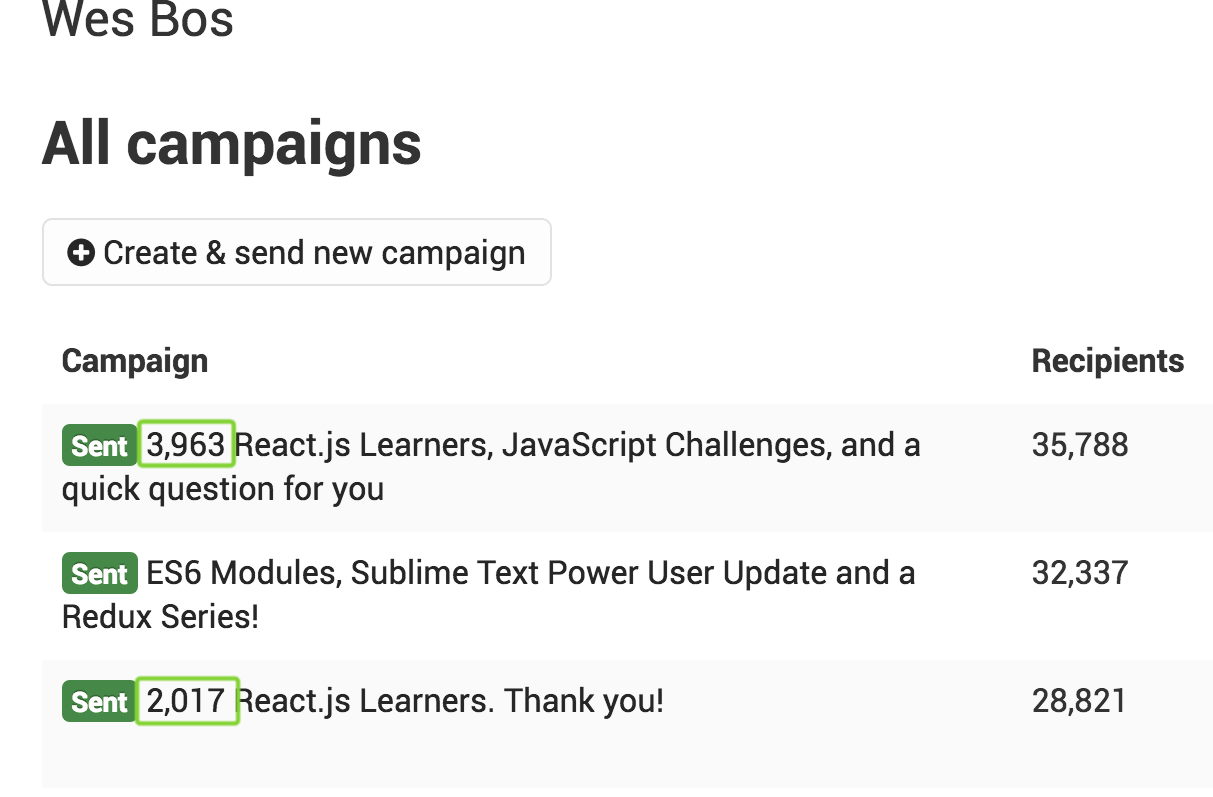 Wes Bos
All campaigns
Create & send new campaign
Campaign Recipients
Sent 3,963 React.js Learners, JavaScript Challenges, and a 35,788
quick question for you
Sent ES6 Modules, Sublime Text Power User Update and a 32,337
Redux Series!
Sent 2,017 React.js Learners. Thank you! 28,821